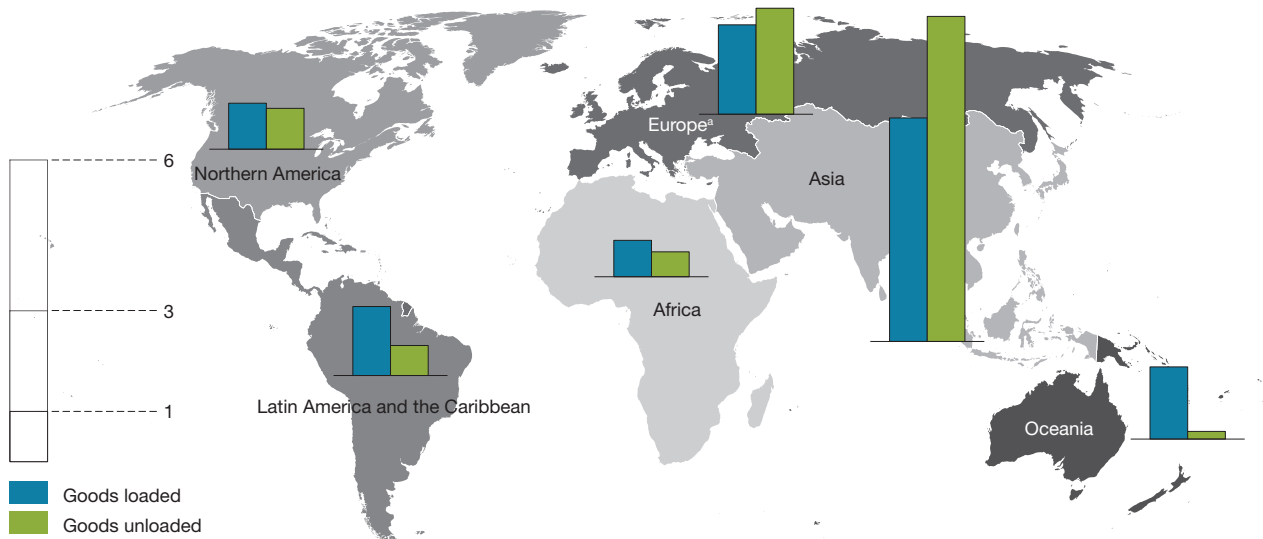 Europeᵃ
Northern America
Asia
6
3
1
Africa
Latin America and the Caribbean
Oceania
Goods loaded
Goods unloaded